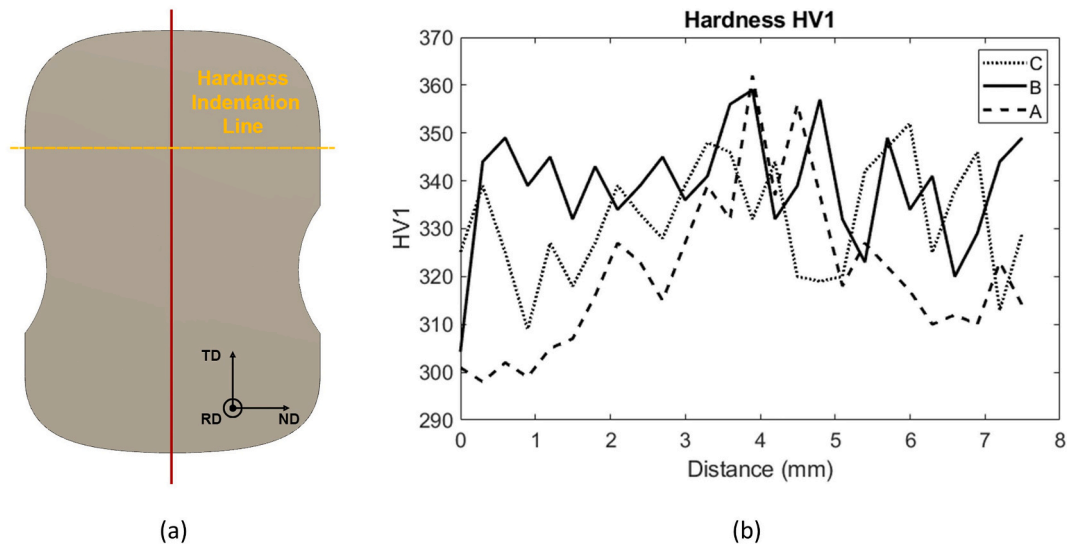 Hardness
Indentation
Line
TD
RD
ND
(a)
Hardness HV1
370
360
350
340
330
320
310
300
290
HV1
C
B
A
0
1
2
3
4
5
6
7
8
Distance (mm)
(b)